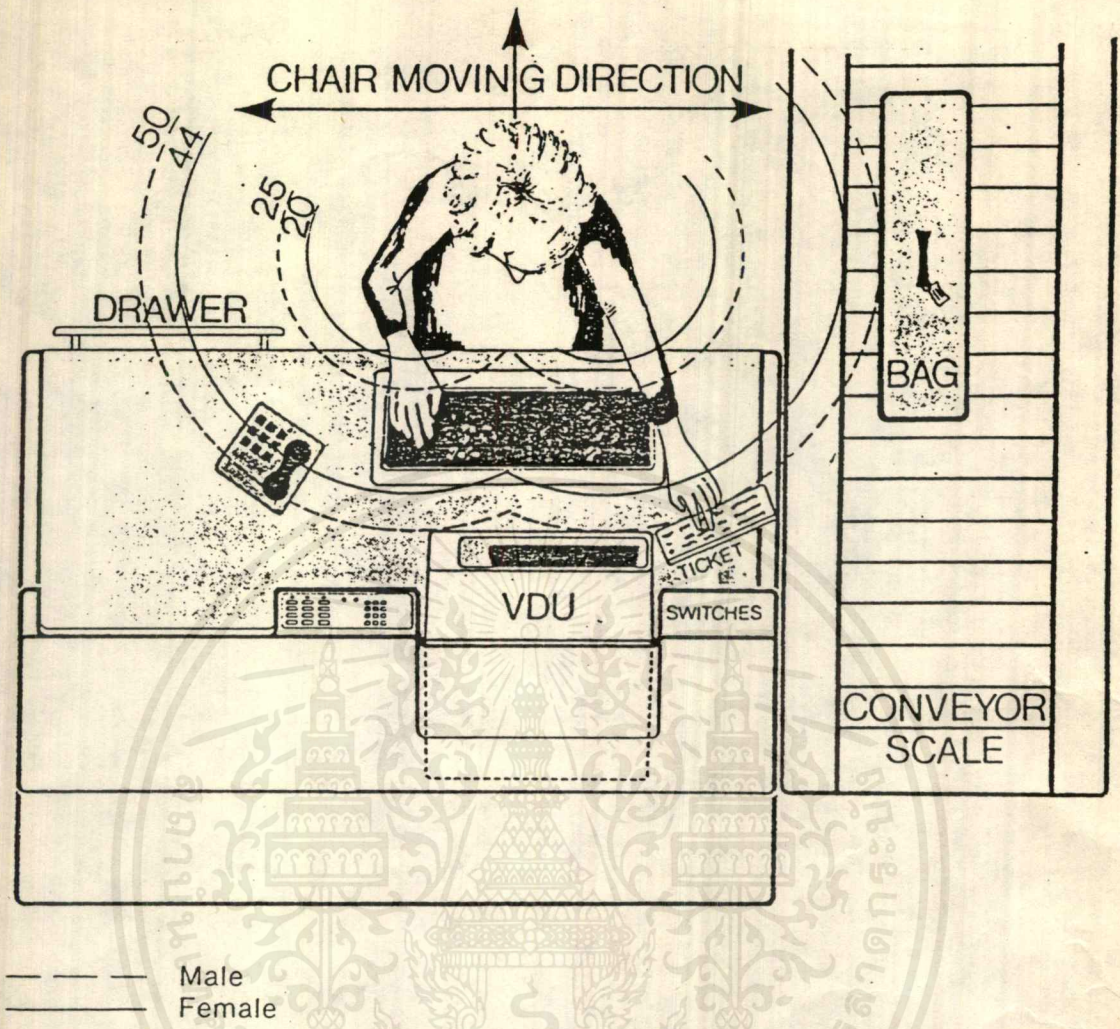 CHAIR MOVING DIRECTION
50
44
25
20
DRAWER
BAG
TICKET
VDU
SWITCHES
CONVEYOR
SCALE
Male
Female